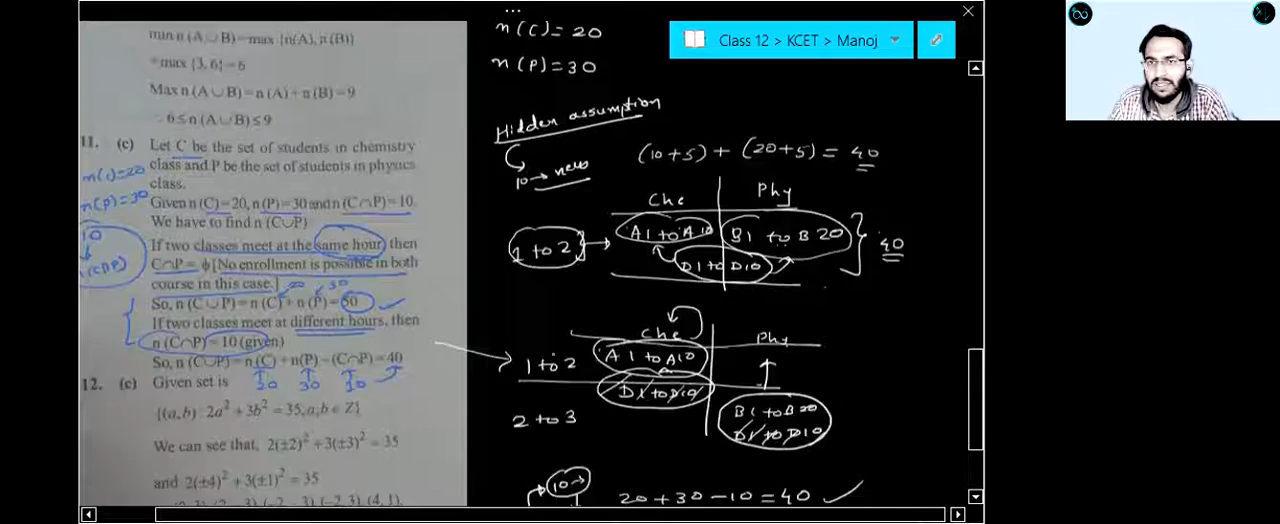 min n (A ∪ B)=max {n(A), n (B)}
=max {3, 6}=6
Max n (A ∪ B)= n (A)+ n (B)=9
∴ 6 ≤ n (A ∪ B) ≤ 9
11. (c) Let C be the set of students in chemistry
class and P be the set of students in physics
class.
n(c)=20
n(P)=30
Given n (C)=20, n (P)=30 and n (C∩P)=10.
We have to find n (C∪P)
10
If two classes meet at the same hour, then
C∩P = ϕ [No enrollment is possible in both
course in this case.]
20 30
So, n (C∪P)= n (C)+ n (P)=50
If two classes meet at different hours, then
n (C∩P)=10 (given)
So, n (C∪P)= n (C)+ n(P)−(C∩P)=40
20 30 10
12. (c) Given set is
{(a, b) : 2a² + 3b² = 35, a, b ∈ Z}
We can see that, 2(±2)² + 3(±3)² = 35
and 2(±4)² + 3(±1)² = 35
n(C)=20
n(P)=30
Hidden assumption
10 → new
(10+5) + (20+5) = 40
Che Phy
1 to 2 → A1 to A10 B1 to B20 40
D1 to D10
Che Phy
1 to 2 A1 to A10
D1 to D10
2 to 3
B1 to B20
D1 to D10
10→
20+30−10=40
Class 12 > KCET > Manoj